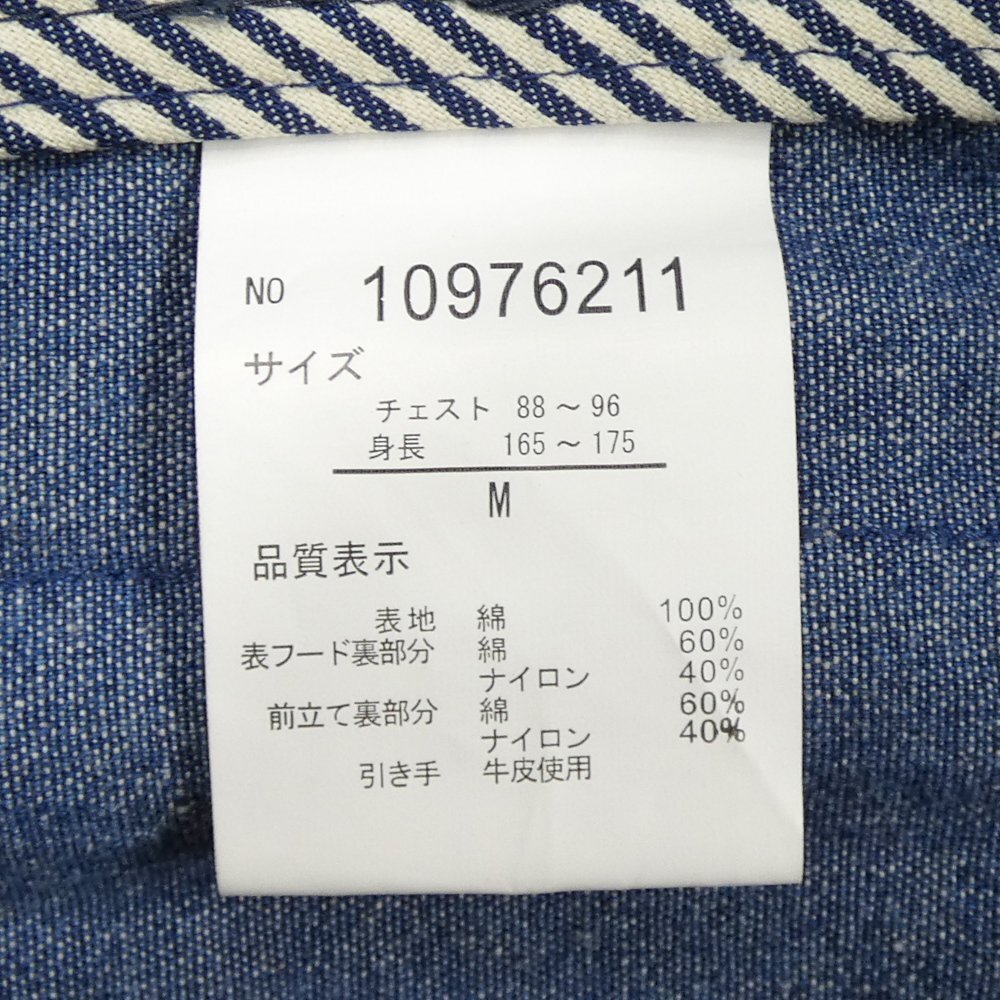 NO 10976211
サイズ
チェスト 88～96
身長 165～175
M
品質表示
表地 綿 100%
表フード裏部分 綿 60%
ナイロン 40%
前立て裏部分 綿 60%
ナイロン 40%
引き手 牛皮使用